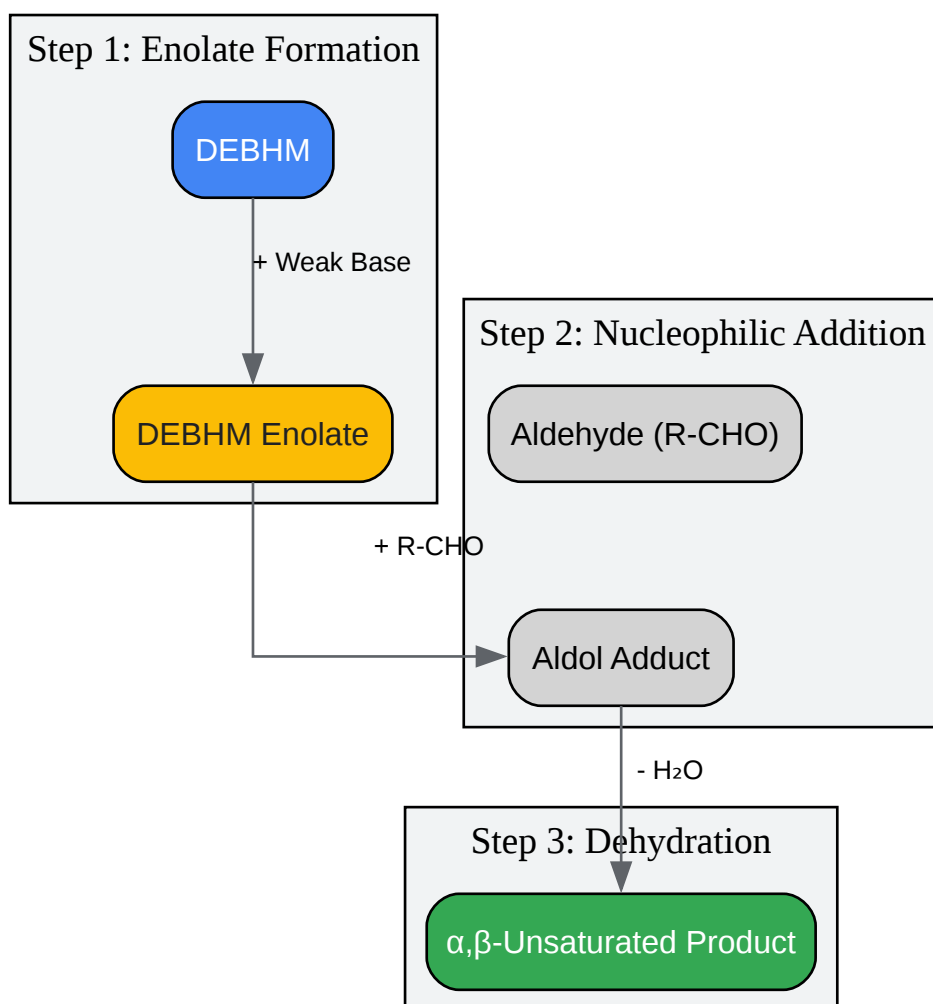 Step 1: Enolate Formation
DEBHM
+ Weak Base
DEBHM Enolate
Step 2: Nucleophilic Addition
Aldehyde (R-CHO)
+ R-CHO
Aldol Adduct
- H₂O
Step 3: Dehydration
α,β-Unsaturated Product